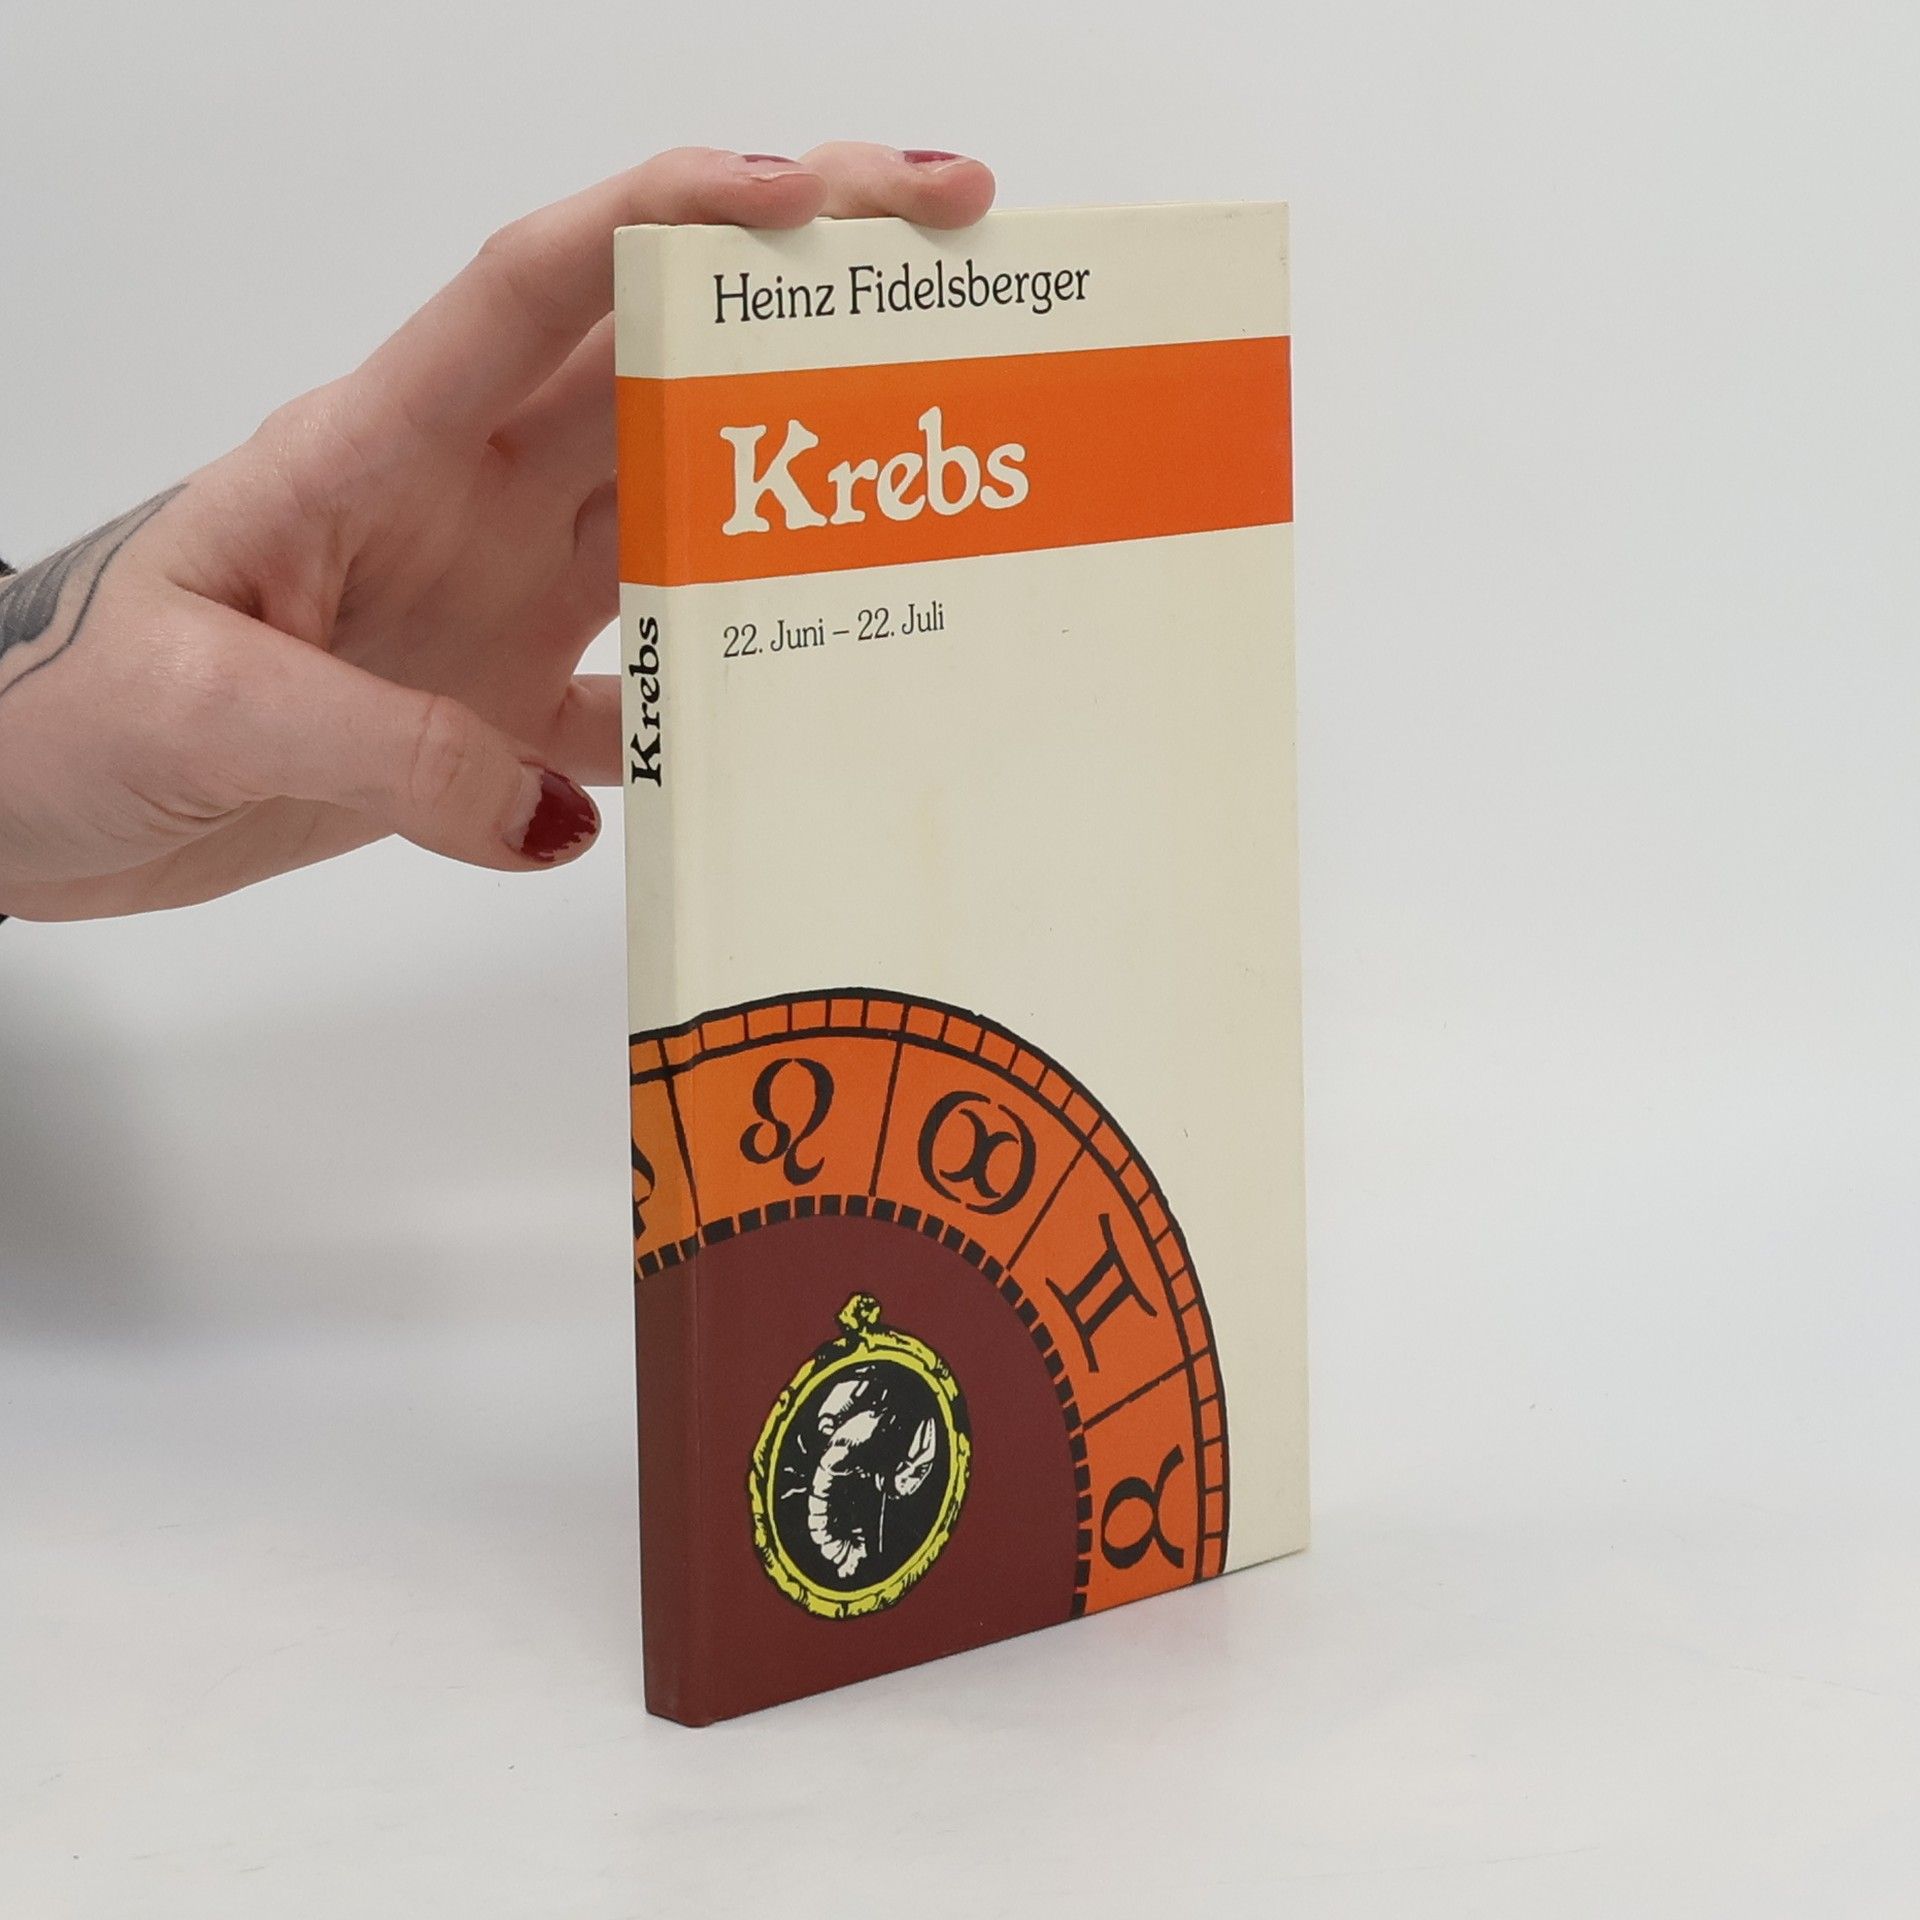 Heinz Fidelsberger
Krebs
22. Juni – 22. Juli
Krebs